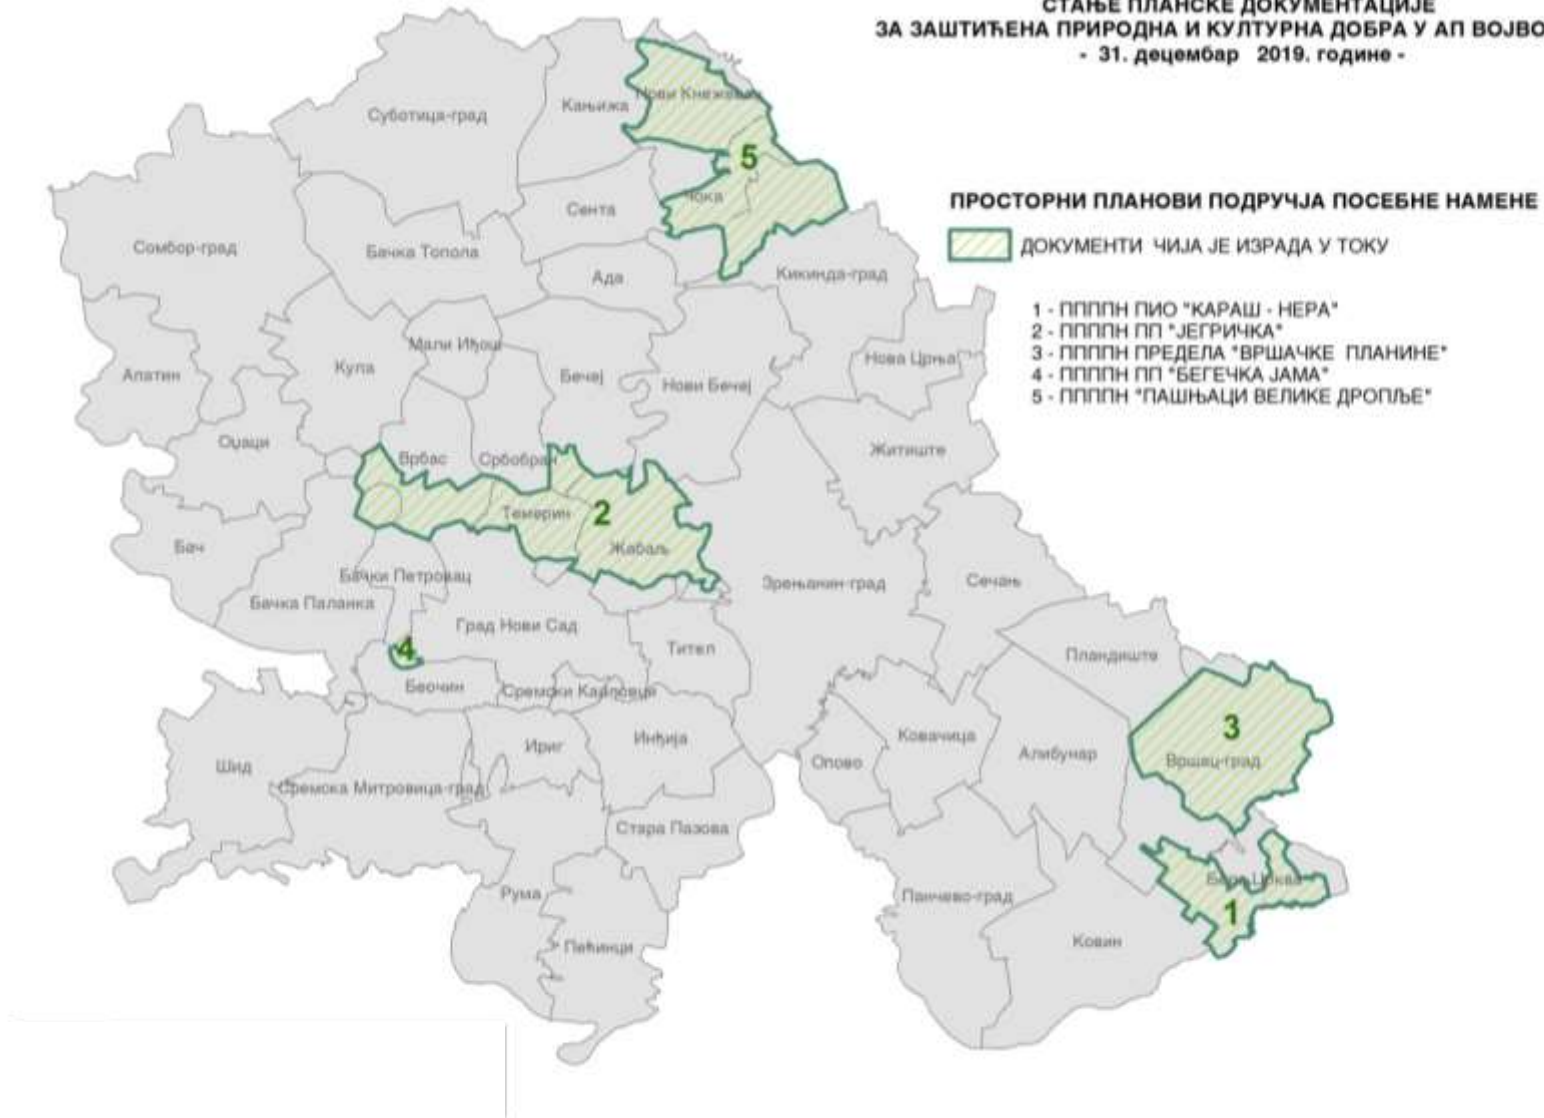 СТАЊЕ ПЛАНСКЕ ДОКУМЕНТАЦИЈЕ
ЗА ЗАШТИЋЕНА ПРИРОДНА И КУЛТУРНА ДОБРА У АП ВОЈВО
- 31. децембар 2019. године -
ПРОСТОРНИ ПЛАНОВИ ПОДРУЧЈА ПОСЕБНЕ НАМЕНЕ
ДОКУМЕНТИ ЧИЈА ЈЕ ИЗРАДА У ТОКУ
1 - ПППППН ПИО "КАРАШ - НЕРА"
2 - ПППППН ПП "ЈЕГРИЧКА"
3 - ПППППН ПРЕДЕЛА "ВРШАЧКЕ ПЛАНИНЕ"
4 - ПППППН ПП "БЕГЕЧКА ЈАМА"
5 - ПППППН "ПАШЊАЦИ ВЕЛИКЕ ДРОПЉЕ"
Нови Кнежевац
Кањижа
Суботица-град
5
Чока
Сента
Сомбор-град
Бачка Топола
Ада
Кикинда-град
Мали Иђош
Нова Црња
Кула
Апатин
Бечеј
Нови Бечеј
Оџаци
Житиште
Врбас
Србобран
2
Темерин
Жабаљ
Бач
Бачки Петровац
Зрењанин-град
Сечањ
Бачка Паланка
Град Нови Сад
4
Тител
Пландиште
Беочин
Сремски Карловци
3
Ковачица
Инђија
Ириг
Алибунар
Вршац-град
Опово
Шид
Сремска Митровица-град
Стара Пазова
Бела Црква
Рума
Панчево-град
1
Ковин
Пећинци